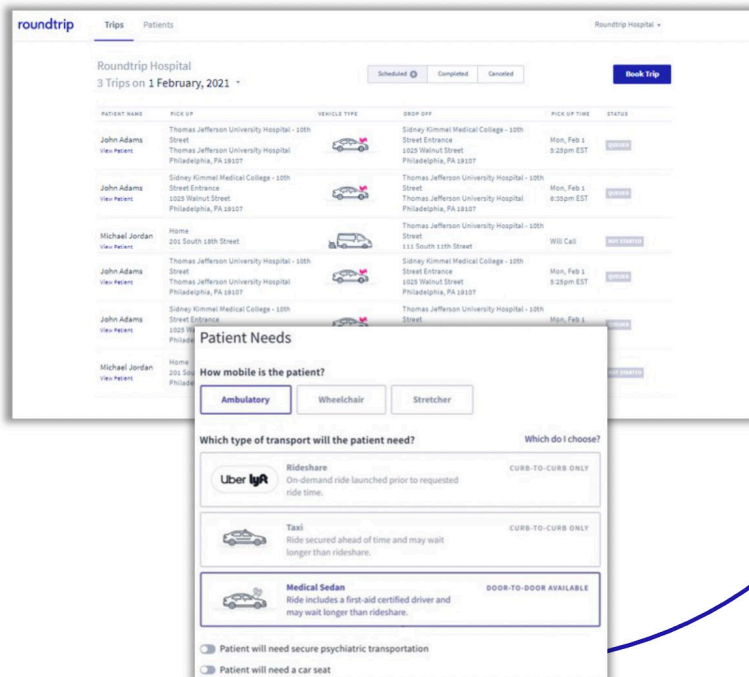 roundtrip
Trips Patients
Roundtrip Hospital
Roundtrip Hospital
3 Trips on 1 February, 2021
Scheduled Completed Canceled
Book Trip
PATIENT NAME PICK UP VEHICLE TYPE DROP OFF PICK UP TIME STATUS
John Adams
View Patient
Thomas Jefferson University Hospital - 10th
Street
Thomas Jefferson University Hospital
Philadelphia, PA 19107
Sidney Kimmel Medical College - 10th
Street Entrance
1025 Walnut Street
Philadelphia, PA 19107
Mon, Feb 1
5:25pm EST
QUEUED
John Adams
View Patient
Sidney Kimmel Medical College - 10th
Street Entrance
1025 Walnut Street
Philadelphia, PA 19107
Thomas Jefferson University Hospital - 10th
Street
Thomas Jefferson University Hospital
Philadelphia, PA 19107
Mon, Feb 1
QUEUED
Michael Jordan
View Patient
Home
201 South 18th Street
Thomas Jefferson University Hospital - 10th
Street
111 South 11th Street
Will Call
NOT STARTED
John Adams
View Patient
Thomas Jefferson University Hospital - 10th
Street
Thomas Jefferson University Hospital
Philadelphia, PA 19107
Sidney Kimmel Medical College - 10th
Street Entrance
1025 Walnut Street
Philadelphia, PA 19107
Mon, Feb 1
5:25pm EST
QUEUED
John Adams
View Patient
Sidney Kimmel Medical College - 10th
Street Entrance
1025 Wa
Philade
Thomas Jefferson University Hospital - 10th
Street
Mon, Feb 1
QUEUED
Michael Jordan
View Patient
Home
201 Sou
Philade
NOT STARTED
Patient Needs
How mobile is the patient?
Ambulatory Wheelchair Stretcher
Which type of transport will the patient need? Which do I choose?
Uber lyft
Rideshare CURB-TO-CURB ONLY
On-demand ride launched prior to requested
ride time.
Taxi CURB-TO-CURB ONLY
Ride secured ahead of time and may wait
longer than rideshare.
Medical Sedan DOOR-TO-DOOR AVAILABLE
Ride includes a first-aid certified driver and
may wait longer than rideshare.
Patient will need secure psychiatric transportation
Patient will need a car seat